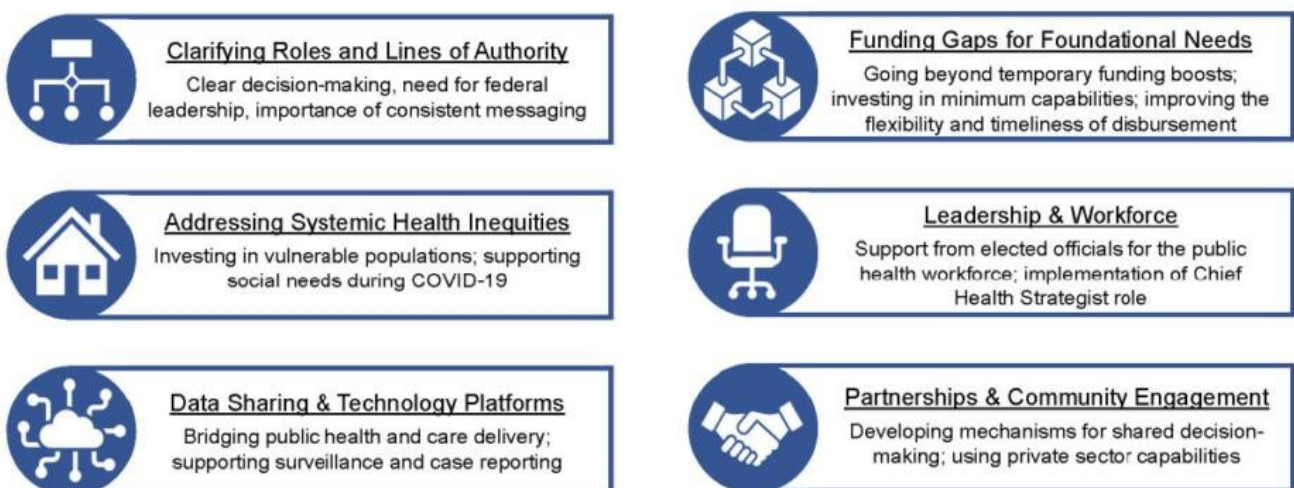 Clarifying Roles and Lines of Authority
Clear decision-making, need for federal
leadership, importance of consistent messaging
Funding Gaps for Foundational Needs
Going beyond temporary funding boosts;
investing in minimum capabilities; improving the
flexibility and timeliness of disbursement
Addressing Systemic Health Inequities
Investing in vulnerable populations; supporting
social needs during COVID-19
Leadership & Workforce
Support from elected officials for the public
health workforce; implementation of Chief
Health Strategist role
Data Sharing & Technology Platforms
Bridging public health and care delivery;
supporting surveillance and case reporting
Partnerships & Community Engagement
Developing mechanisms for shared decision-
making; using private sector capabilities